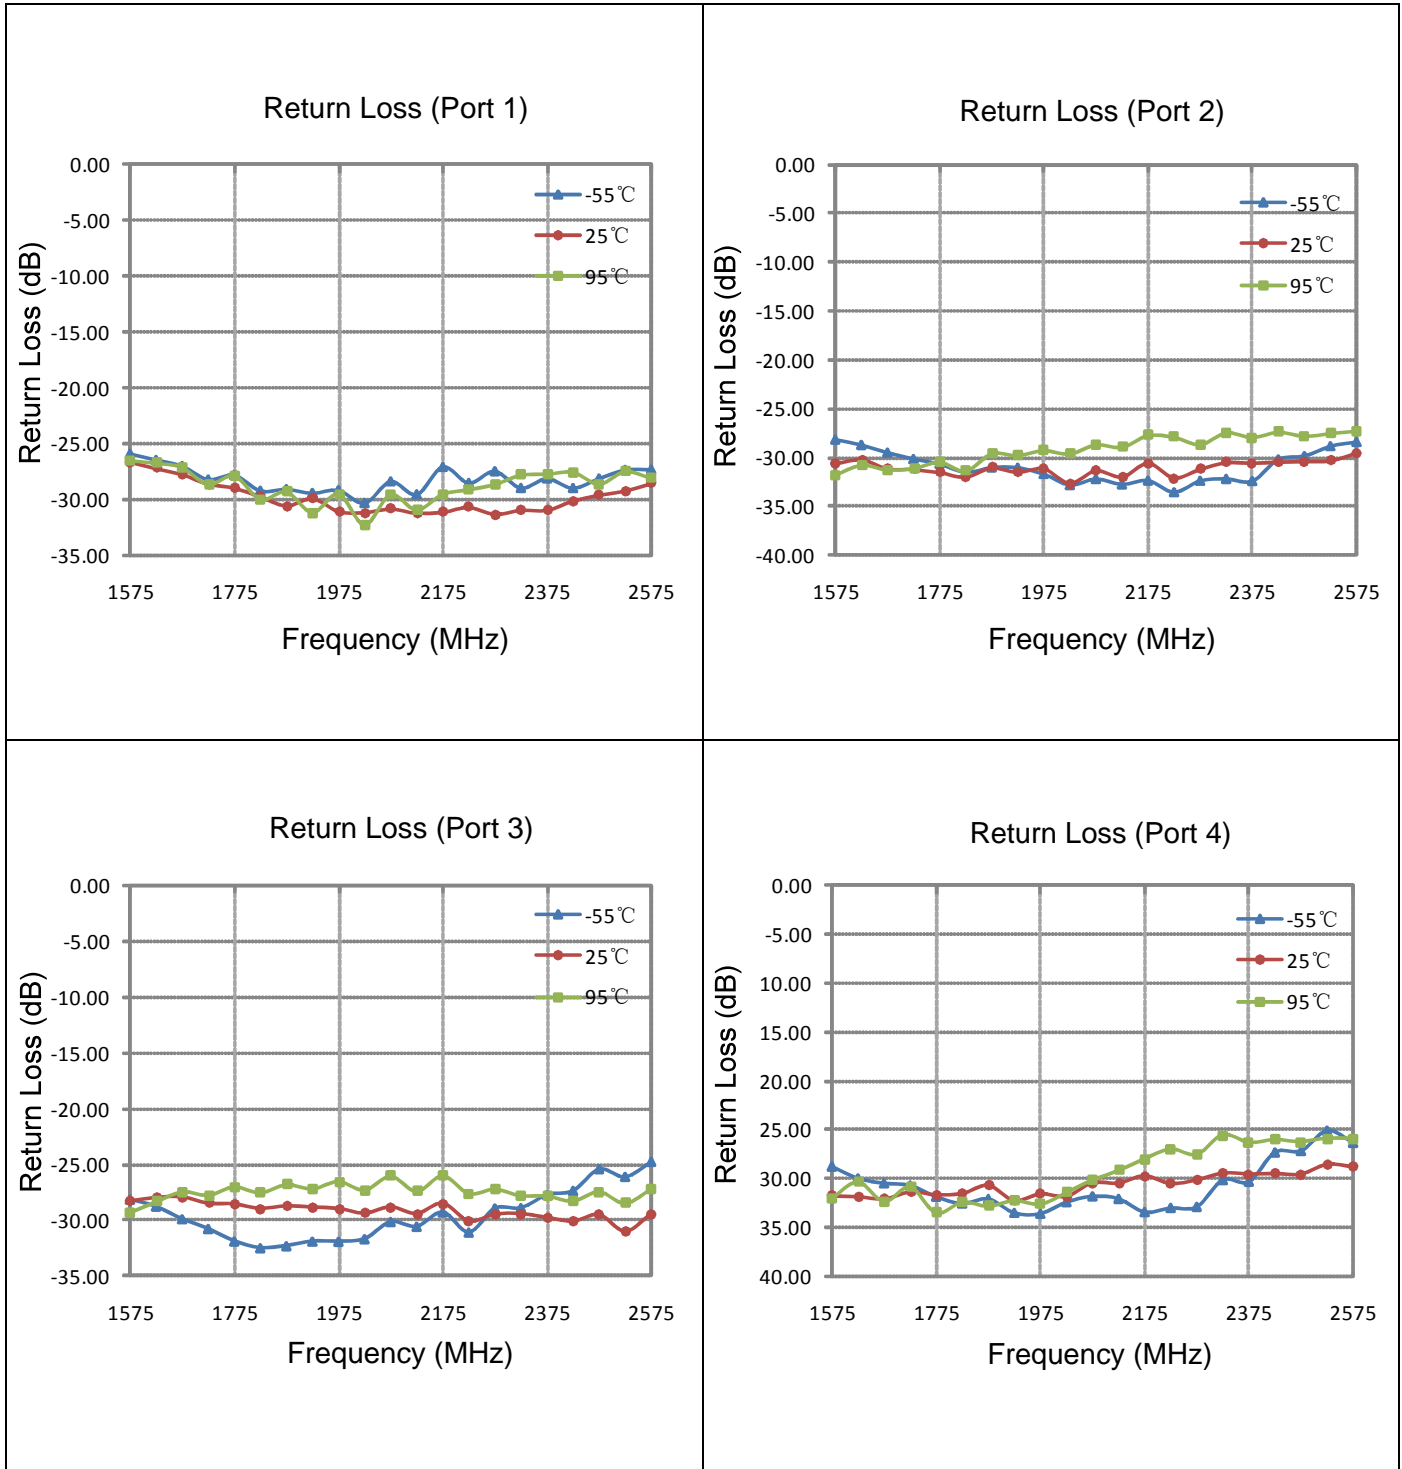 Return Loss (Port 1)
Return Loss (dB)
0.00
-5.00
-10.00
-15.00
-20.00
-25.00
-30.00
-35.00
-55℃
25℃
95℃
1575 1775 1975 2175 2375 2575
Frequency (MHz)
Return Loss (Port 2)
Return Loss (dB)
0.00
-5.00
-10.00
-15.00
-20.00
-25.00
-30.00
-35.00
-40.00
-55℃
25℃
95℃
1575 1775 1975 2175 2375 2575
Frequency (MHz)
Return Loss (Port 3)
Return Loss (dB)
0.00
-5.00
-10.00
-15.00
-20.00
-25.00
-30.00
-35.00
-55℃
25℃
95℃
1575 1775 1975 2175 2375 2575
Frequency (MHz)
Return Loss (Port 4)
Return Loss (dB)
0.00
-5.00
10.00
15.00
20.00
25.00
30.00
35.00
40.00
-55℃
25℃
95℃
1575 1775 1975 2175 2375 2575
Frequency (MHz)